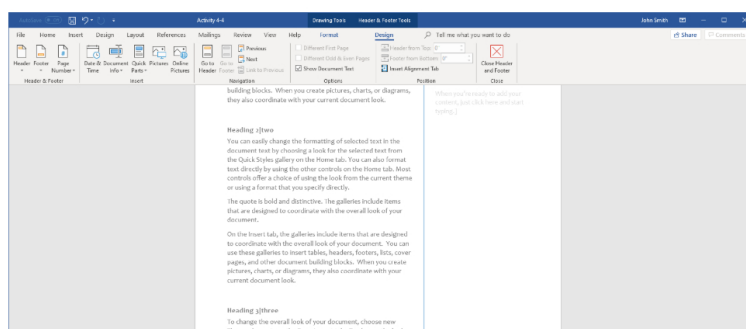 AutoSave
Activity 4-6
Drawing Tools
Header & Footer Tools
John Smith
File Home Insert Design Layout References Mailings Review View Help Format Design Tell me what you want to do
Share Comments
Header Footer Page Number
Date & Time Document Info Quick Parts Pictures Online Pictures
Go to Header Go to Footer Previous Next Link to Previous
Different First Page
Different Odd & Even Pages
Show Document Text
Header from Top: 0"
Footer from Bottom: 0"
Insert Alignment Tab
Close Header and Footer
Header & Footer Insert Navigation Options Position Close
building blocks. When you create pictures, charts, or diagrams,
they also coordinate with your current document look.
When you're ready to add your
content, just click here and start
typing.]
Heading 2|two
You can easily change the formatting of selected text in the
document text by choosing a look for the selected text from
the Quick Styles gallery on the Home tab. You can also format
text directly by using the other controls on the Home tab. Most
controls offer a choice of using the look from the current theme
or using a format that you specify directly.
The quote is bold and distinctive. The galleries include items
that are designed to coordinate with the overall look of your
document.
On the Insert tab, the galleries include items that are designed
to coordinate with the overall look of your document. You can
use these galleries to insert tables, headers, footers, lists, cover
pages, and other document building blocks. When you create
pictures, charts, or diagrams, they also coordinate with your
current document look.
Heading 3|three
To change the overall look of your document, choose new